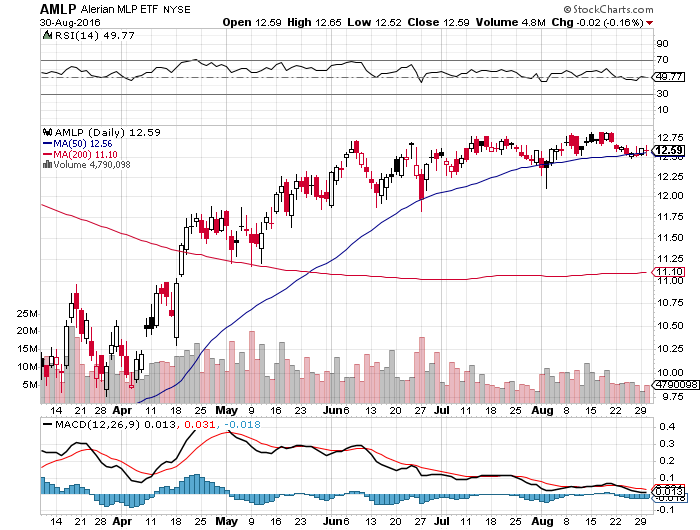 AMLP Alerian MLP ETF NYSE © StockCharts.com
30-Aug-2016 Open 12.59 High 12.65 Low 12.52 Close 12.59 Volume 4.8M Chg -0.02 (-0.16%)
RSI(14) 49.77
90
70
49.77
30
10
AMLP (Daily) 12.59
MA(50) 12.56
MA(200) 11.10
Volume 4,790,098
12.75
12.59
12.25
12.00
11.75
11.50
11.25
11.10
11.00
10.75
10.50
10.25
10.00
9.75
25M
20M
15M
10M
5M
4790098
14 21 28 Apr 11 18 25 May 9 16 23 Jun 6 13 20 27 Jul 11 18 25 Aug 8 15 22 29
MACD(12,26,9) 0.013, 0.031, -0.018
0.4
0.3
0.2
0.1
0.013
-0.018
-0.1
14 21 28 Apr 11 18 25 May 9 16 23 Jun 6 13 20 27 Jul 11 18 25 Aug 8 15 22 29